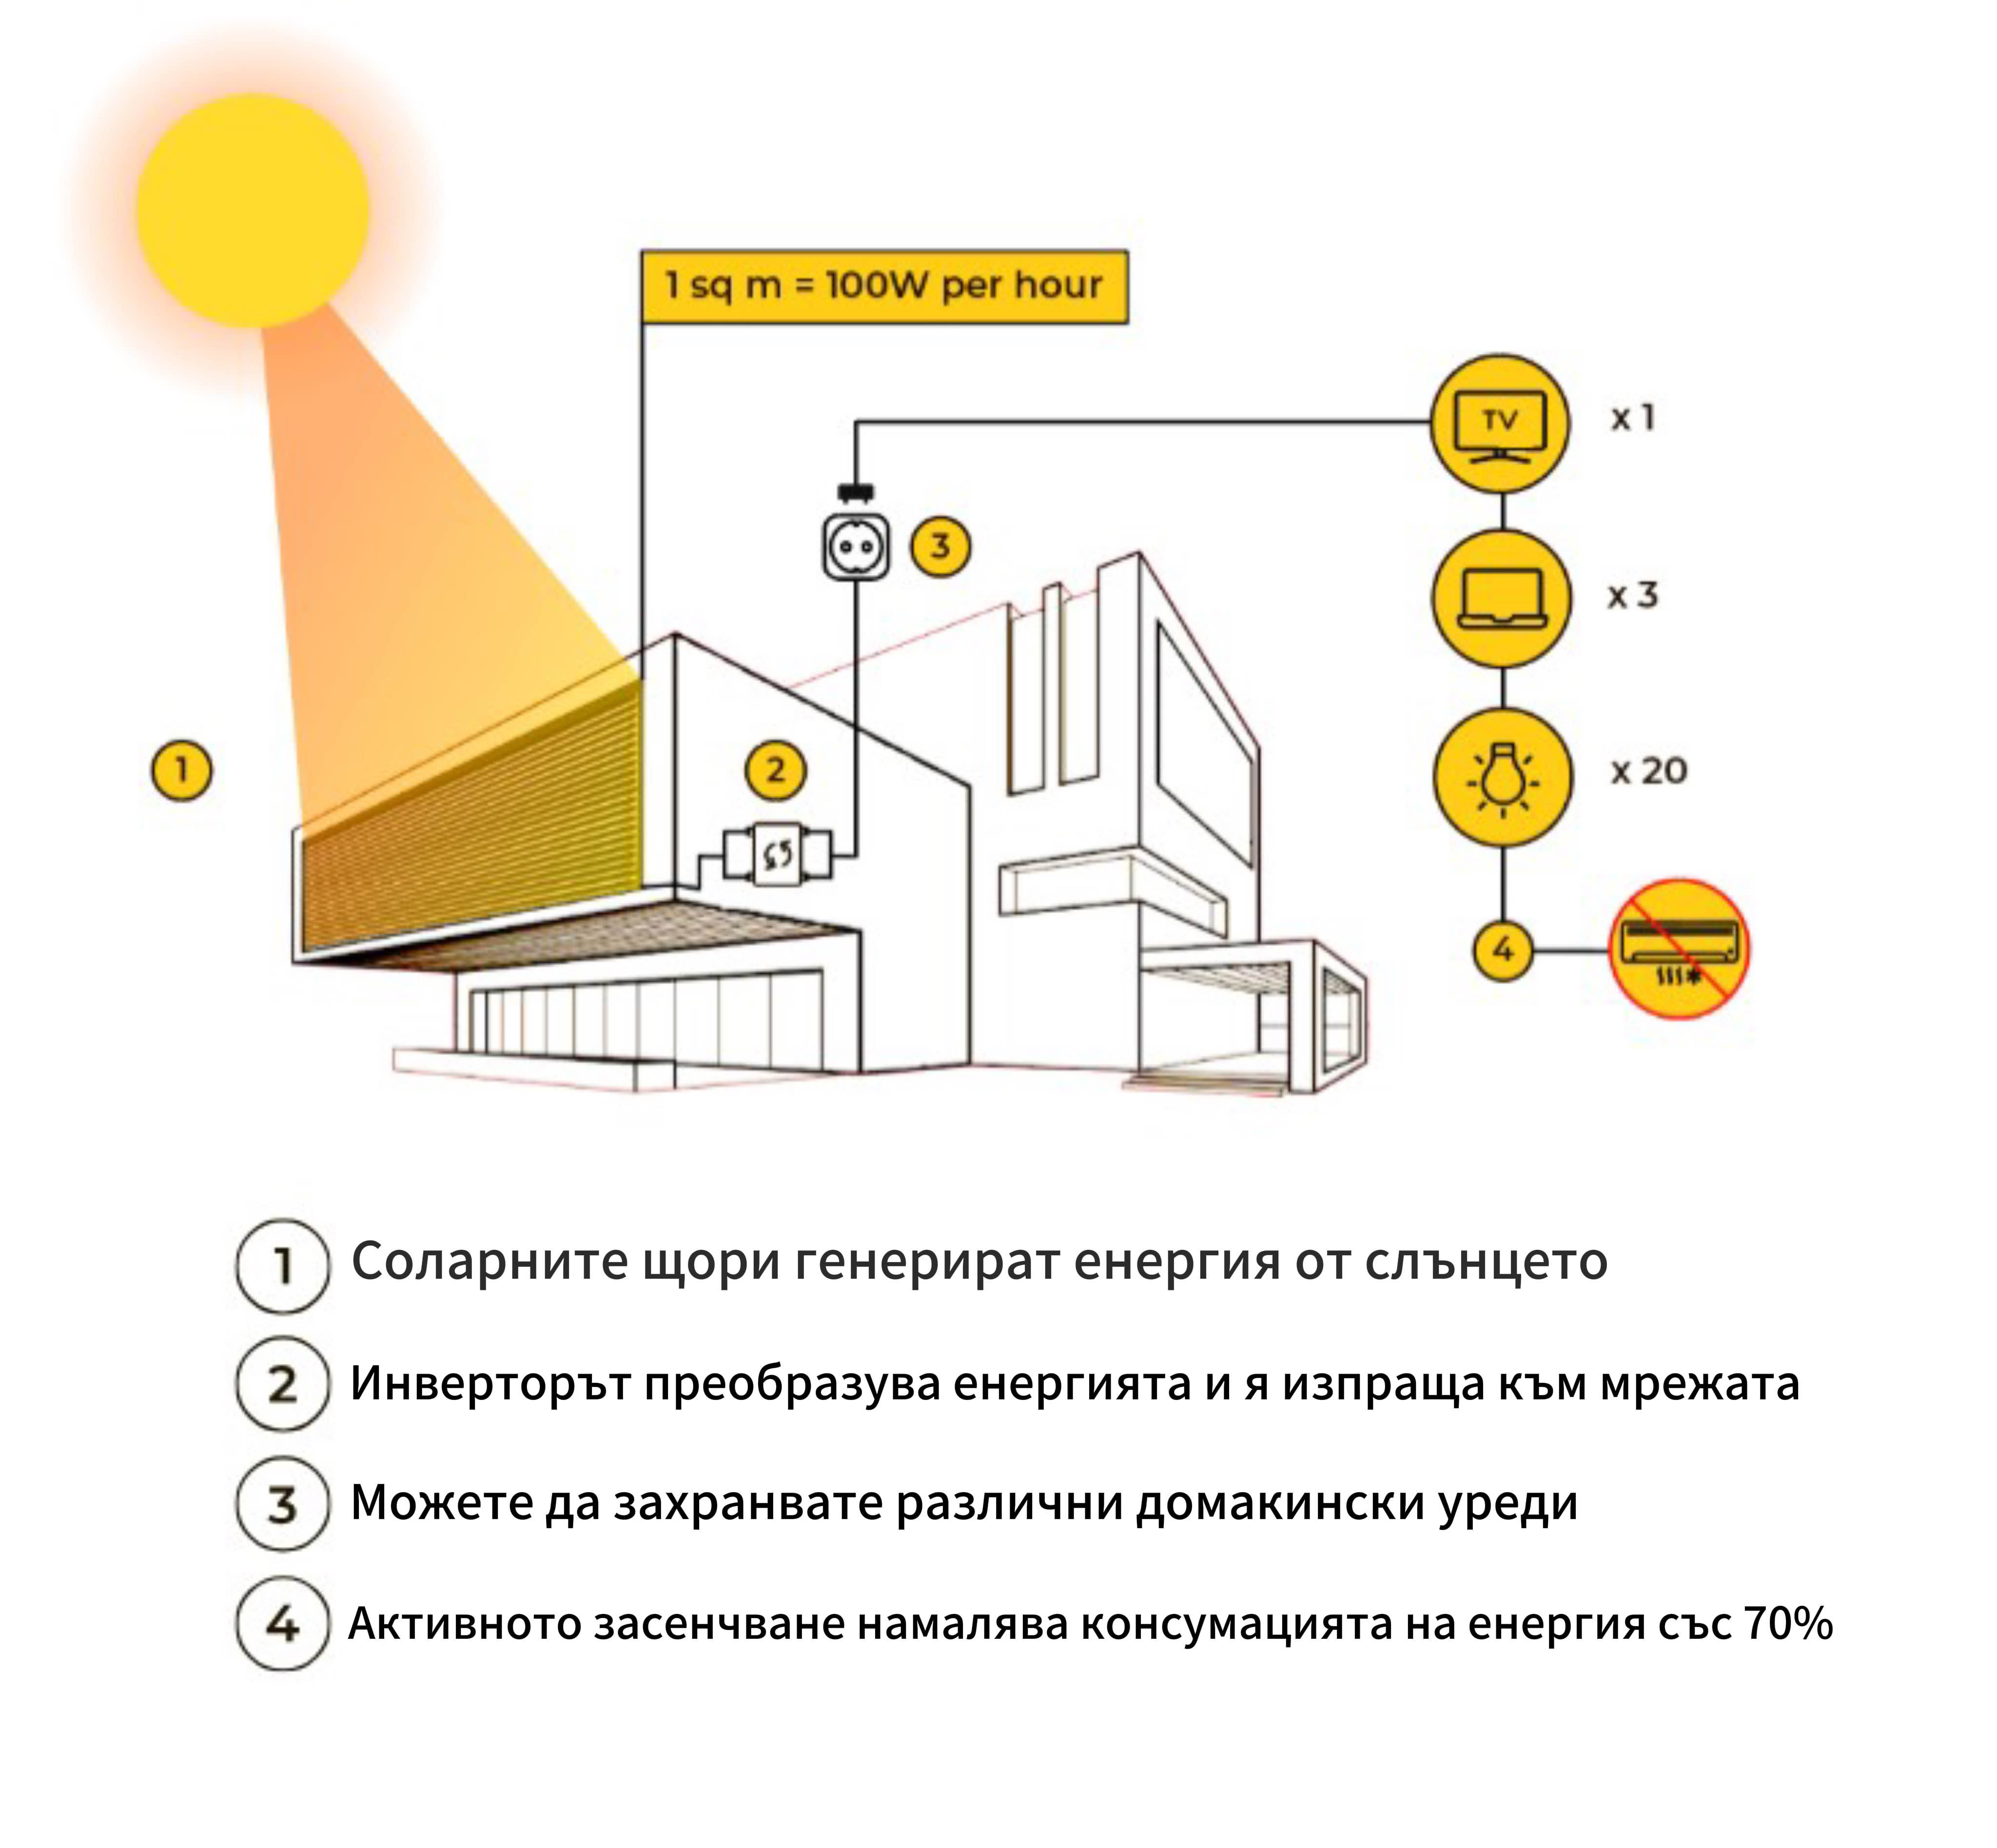 1 sq m = 100W per hour
TV
x 1
3
x 3
1
2
x 20
4
1 Соларните щори генерират енергия от слънцето
2 Инверторът преобразува енергията и я изпраща към мрежата
3 Можете да захранвате различни домакински уреди
4 Активното засенчване намалява консумацията на енергия със 70%